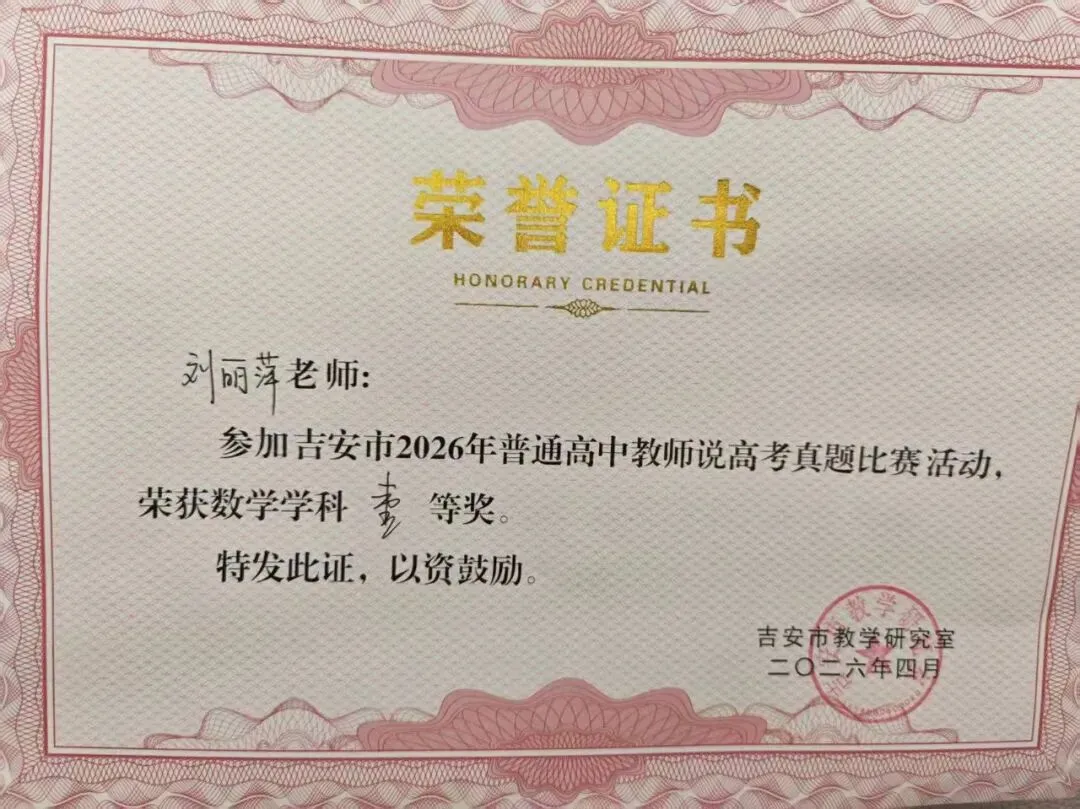 荣誉证书
HONORARY CREDENTIAL
刘丽萍老师:
参加吉安市2026年普通高中教师说高考真题比赛活动,
荣获数学学科 壹 等奖。
特发此证,以资鼓励。
吉安市教学研究室
二〇二六年四月